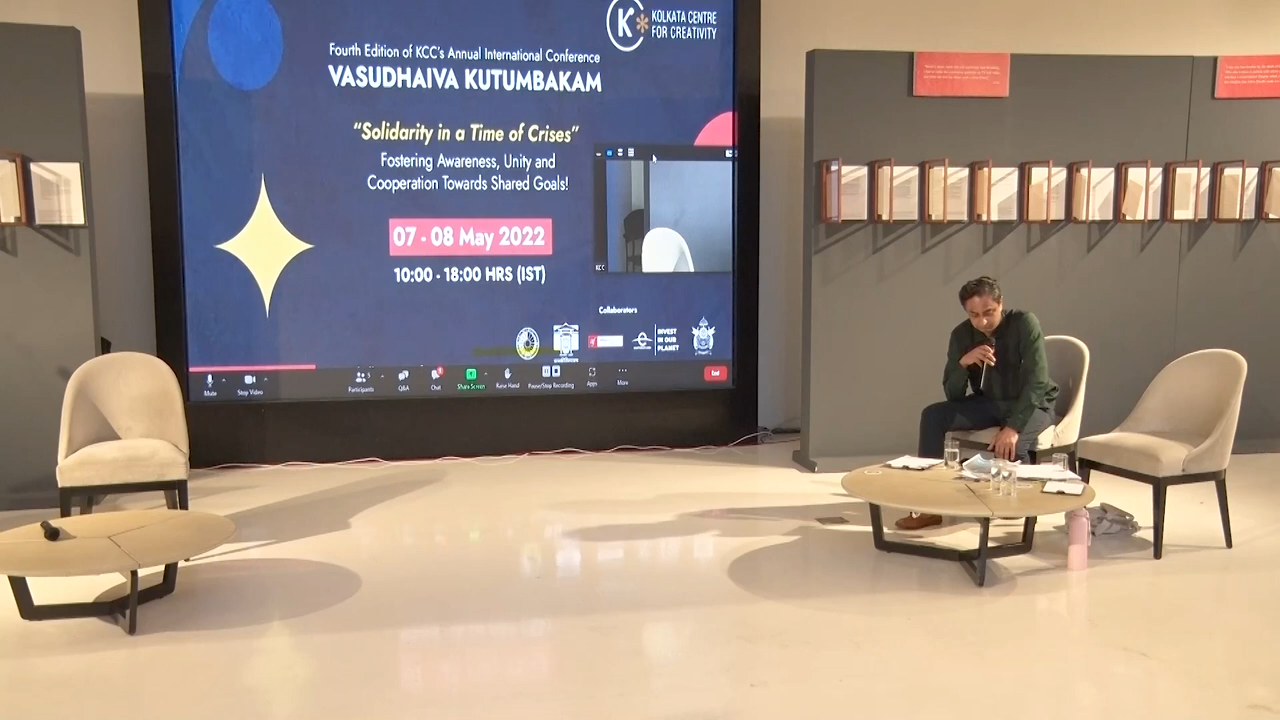 KOLKATA CENTRE
FOR CREATIVITY
Fourth Edition of KCC's Annual International Conference
VASUDHAIVA KUTUMBAKAM
"Solidarity in a Time of Crises"
Fostering Awareness, Unity and
Cooperation Towards Shared Goals!
07 - 08 May 2022
10:00 - 18:00 HRS (IST)
KCC
Collaborators
INVEST
IN OUR
PLANET
Mute
Stop Video
Participants
5
Q&A
Chat
Share Screen
Raise Hand
Pause/Stop Recording
Apps
More
End